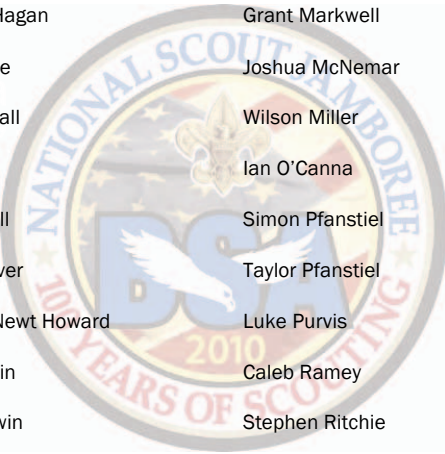 Hagan
Newt Howard
Grant Markwell
Joshua McNemar
Wilson Miller
Ian O’Canna
Simon Pfanstiel
Taylor Pfanstiel
Luke Purvis
Caleb Ramey
Stephen Ritchie
NATIONAL SCOUT JAMBOREE
BSA
2010
100 YEARS OF SCOUTING